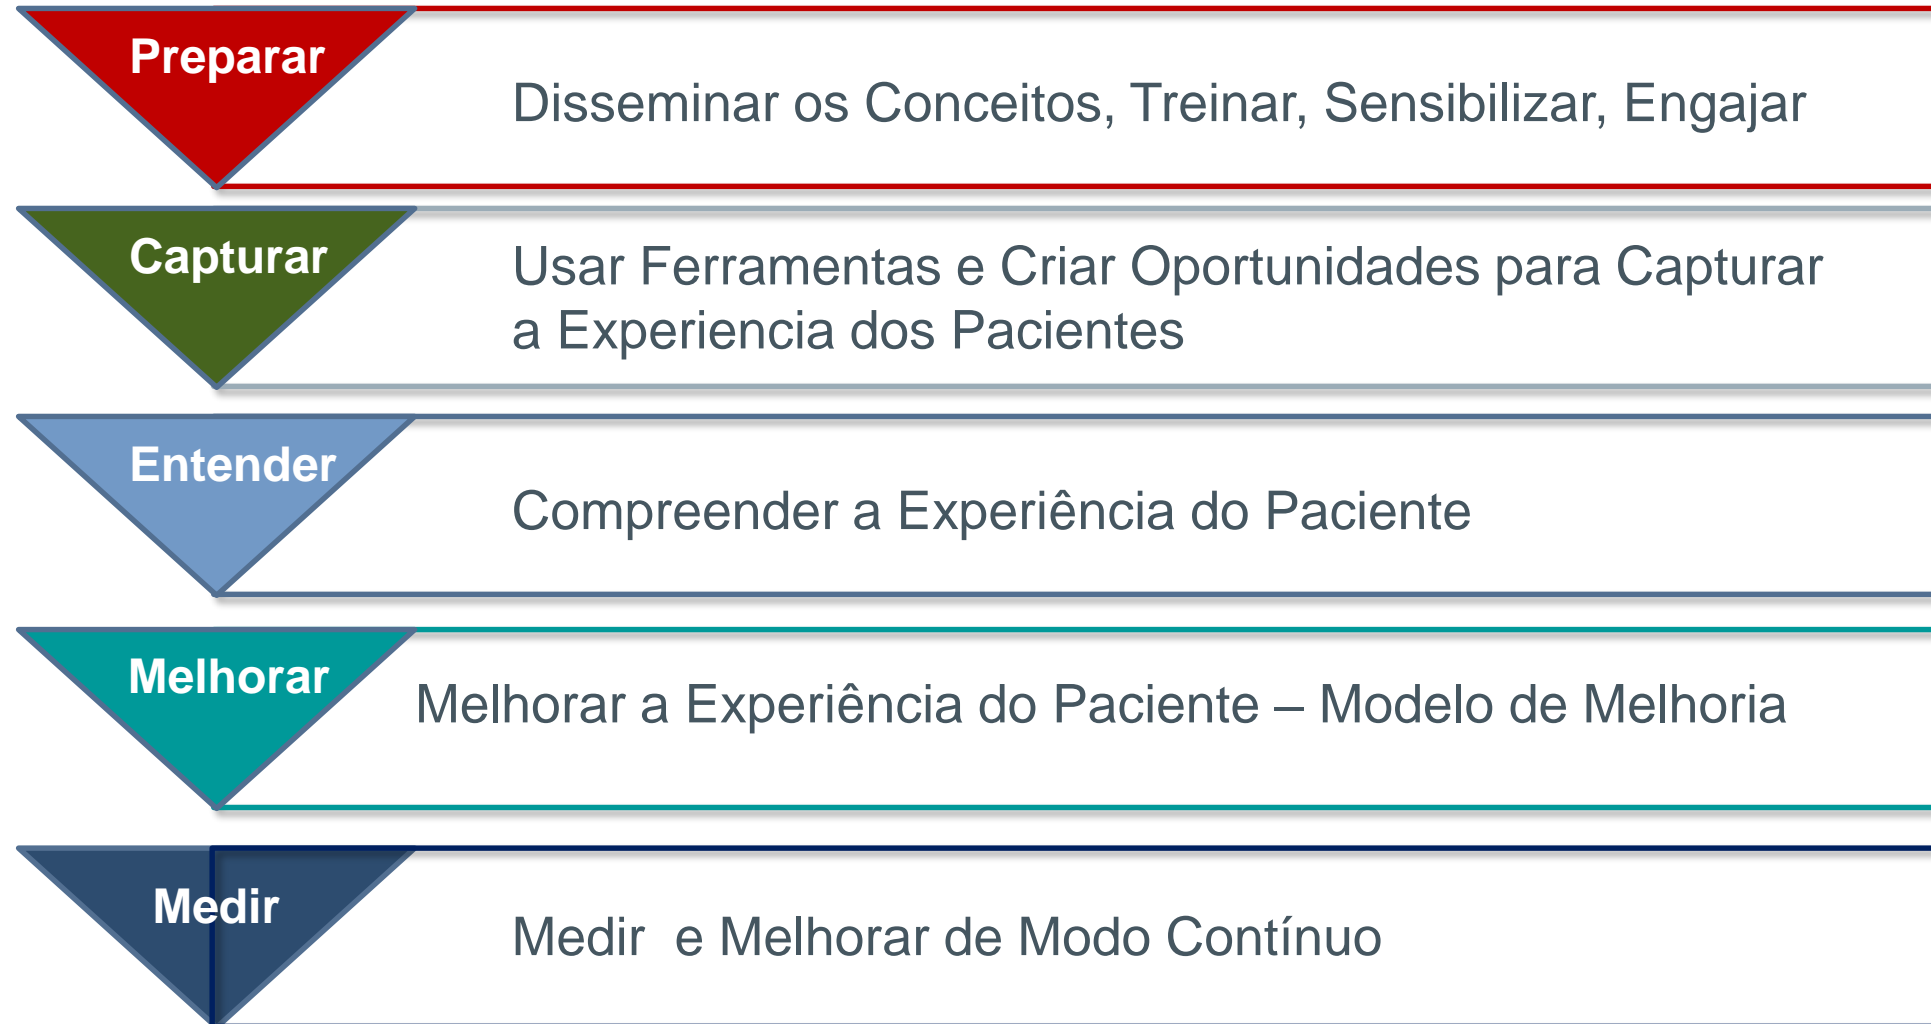 Preparar
Disseminar os Conceitos, Treinar, Sensibilizar, Engajar
Capturar
Usar Ferramentas e Criar Oportunidades para Capturar
a Experiencia dos Pacientes
Entender
Compreender a Experiência do Paciente
Melhorar
Melhorar a Experiência do Paciente – Modelo de Melhoria
Medir
Medir  e Melhorar de Modo Contínuo